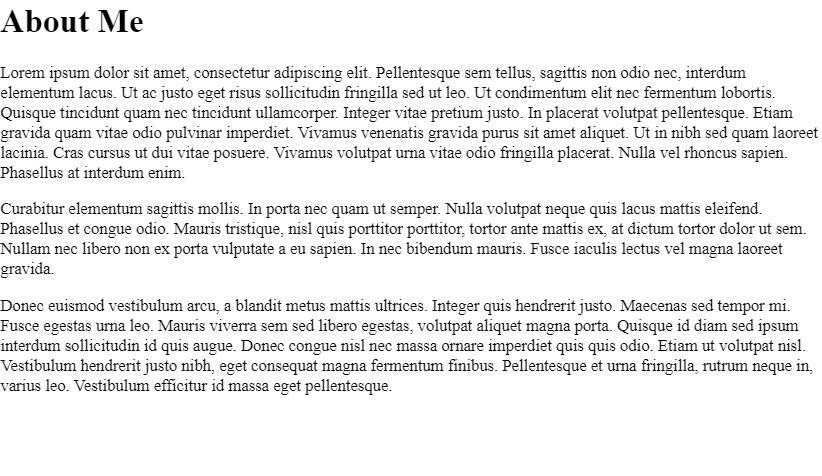 About Me
Lorem ipsum dolor sit amet, consectetur adipiscing elit. Pellentesque sem tellus, sagittis non odio nec, interdum
elementum lacus. Ut ac justo eget risus sollicitudin fringilla sed ut leo. Ut condimentum elit nec fermentum lobortis.
Quisque tincidunt quam nec tincidunt ullamcorper. Integer vitae pretium justo. In placerat volutpat pellentesque. Etiam
gravida quam vitae odio pulvinar imperdiet. Vivamus venenatis gravida purus sit amet aliquet. Ut in nibh sed quam laoreet
lacinia. Cras cursus ut dui vitae posuere. Vivamus volutpat urna vitae odio fringilla placerat. Nulla vel rhoncus sapien.
Phasellus at interdum enim.
Curabitur elementum sagittis mollis. In porta nec quam ut semper. Nulla volutpat neque quis lacus mattis eleifend.
Phasellus et congue odio. Mauris tristique, nisl quis porttitor porttitor, tortor ante mattis ex, at dictum tortor dolor ut sem.
Nullam nec libero non ex porta vulputate a eu sapien. In nec bibendum mauris. Fusce iaculis lectus vel magna laoreet
gravida.
Donec euismod vestibulum arcu, a blandit metus mattis ultrices. Integer quis hendrerit justo. Maecenas sed tempor mi.
Fusce egestas urna leo. Mauris viverra sem sed libero egestas, volutpat aliquet magna porta. Quisque id diam sed ipsum
interdum sollicitudin id quis augue. Donec congue nisl nec massa ornare imperdiet quis quis odio. Etiam ut volutpat nisl.
Vestibulum hendrerit justo nibh, eget consequat magna fermentum finibus. Pellentesque et urna fringilla, rutrum neque in,
varius leo. Vestibulum efficitur id massa eget pellentesque.